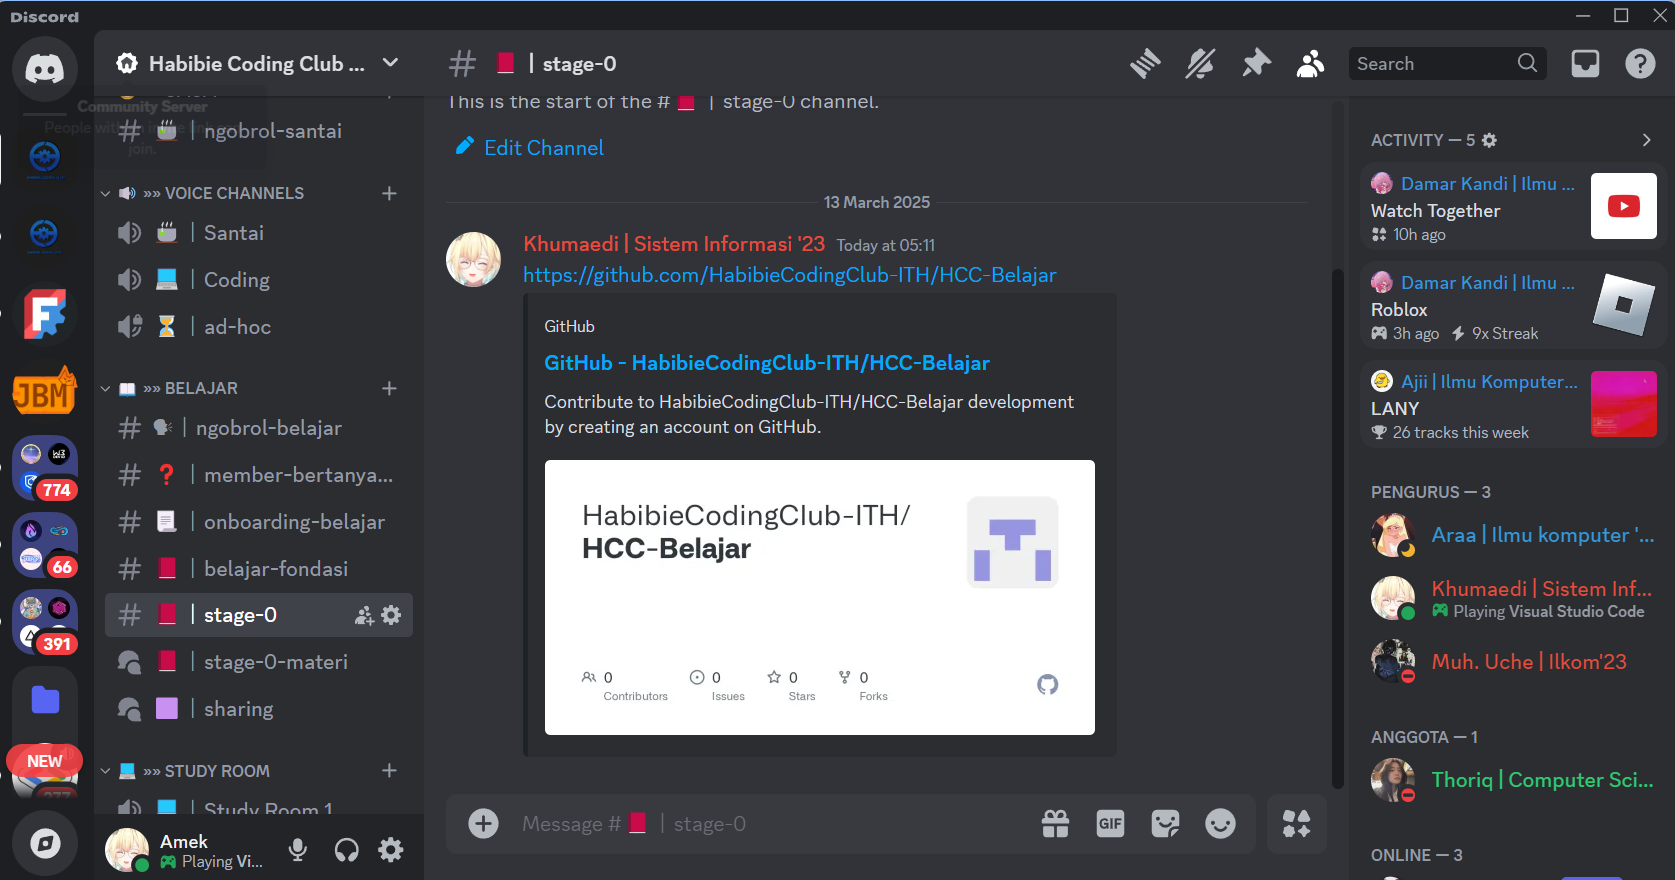 Discord
Habibie Coding Club ...
| stage-0
Search
Community Server
join.
| ngobrol-santai
»» VOICE CHANNELS
| Santai
| Coding
| ad-hoc
»» BELAJAR
| ngobrol-belajar
| member-bertanya...
| onboarding-belajar
| belajar-fondasi
| stage-0
| stage-0-materi
| sharing
»» STUDY ROOM
| Study Room 1
JBM
774
66
391
NEW
Amek
Playing Vi...
This is the start of the # | stage-0 channel.
Edit Channel
13 March 2025
Khumaedi | Sistem Informasi '23 Today at 05:11
https://github.com/HabibieCodingClub-ITH/HCC-Belajar
GitHub
GitHub - HabibieCodingClub-ITH/HCC-Belajar
Contribute to HabibieCodingClub-ITH/HCC-Belajar development
by creating an account on GitHub.
HabibieCodingClub-ITH/
HCC-Belajar
0 Contributors
0 Issues
0 Stars
0 Forks
Message # | stage-0
GIF
ACTIVITY — 5
Damar Kandi | Ilmu ...
Watch Together
10h ago
Damar Kandi | Ilmu ...
Roblox
3h ago 9x Streak
Ajii | Ilmu Komputer...
LANY
26 tracks this week
PENGURUS — 3
Araa | Ilmu komputer '...
Khumaedi | Sistem Inf...
Playing Visual Studio Code
Muh. Uche | Ilkom'23
ANGGOTA — 1
Thoriq | Computer Sci...
ONLINE — 3